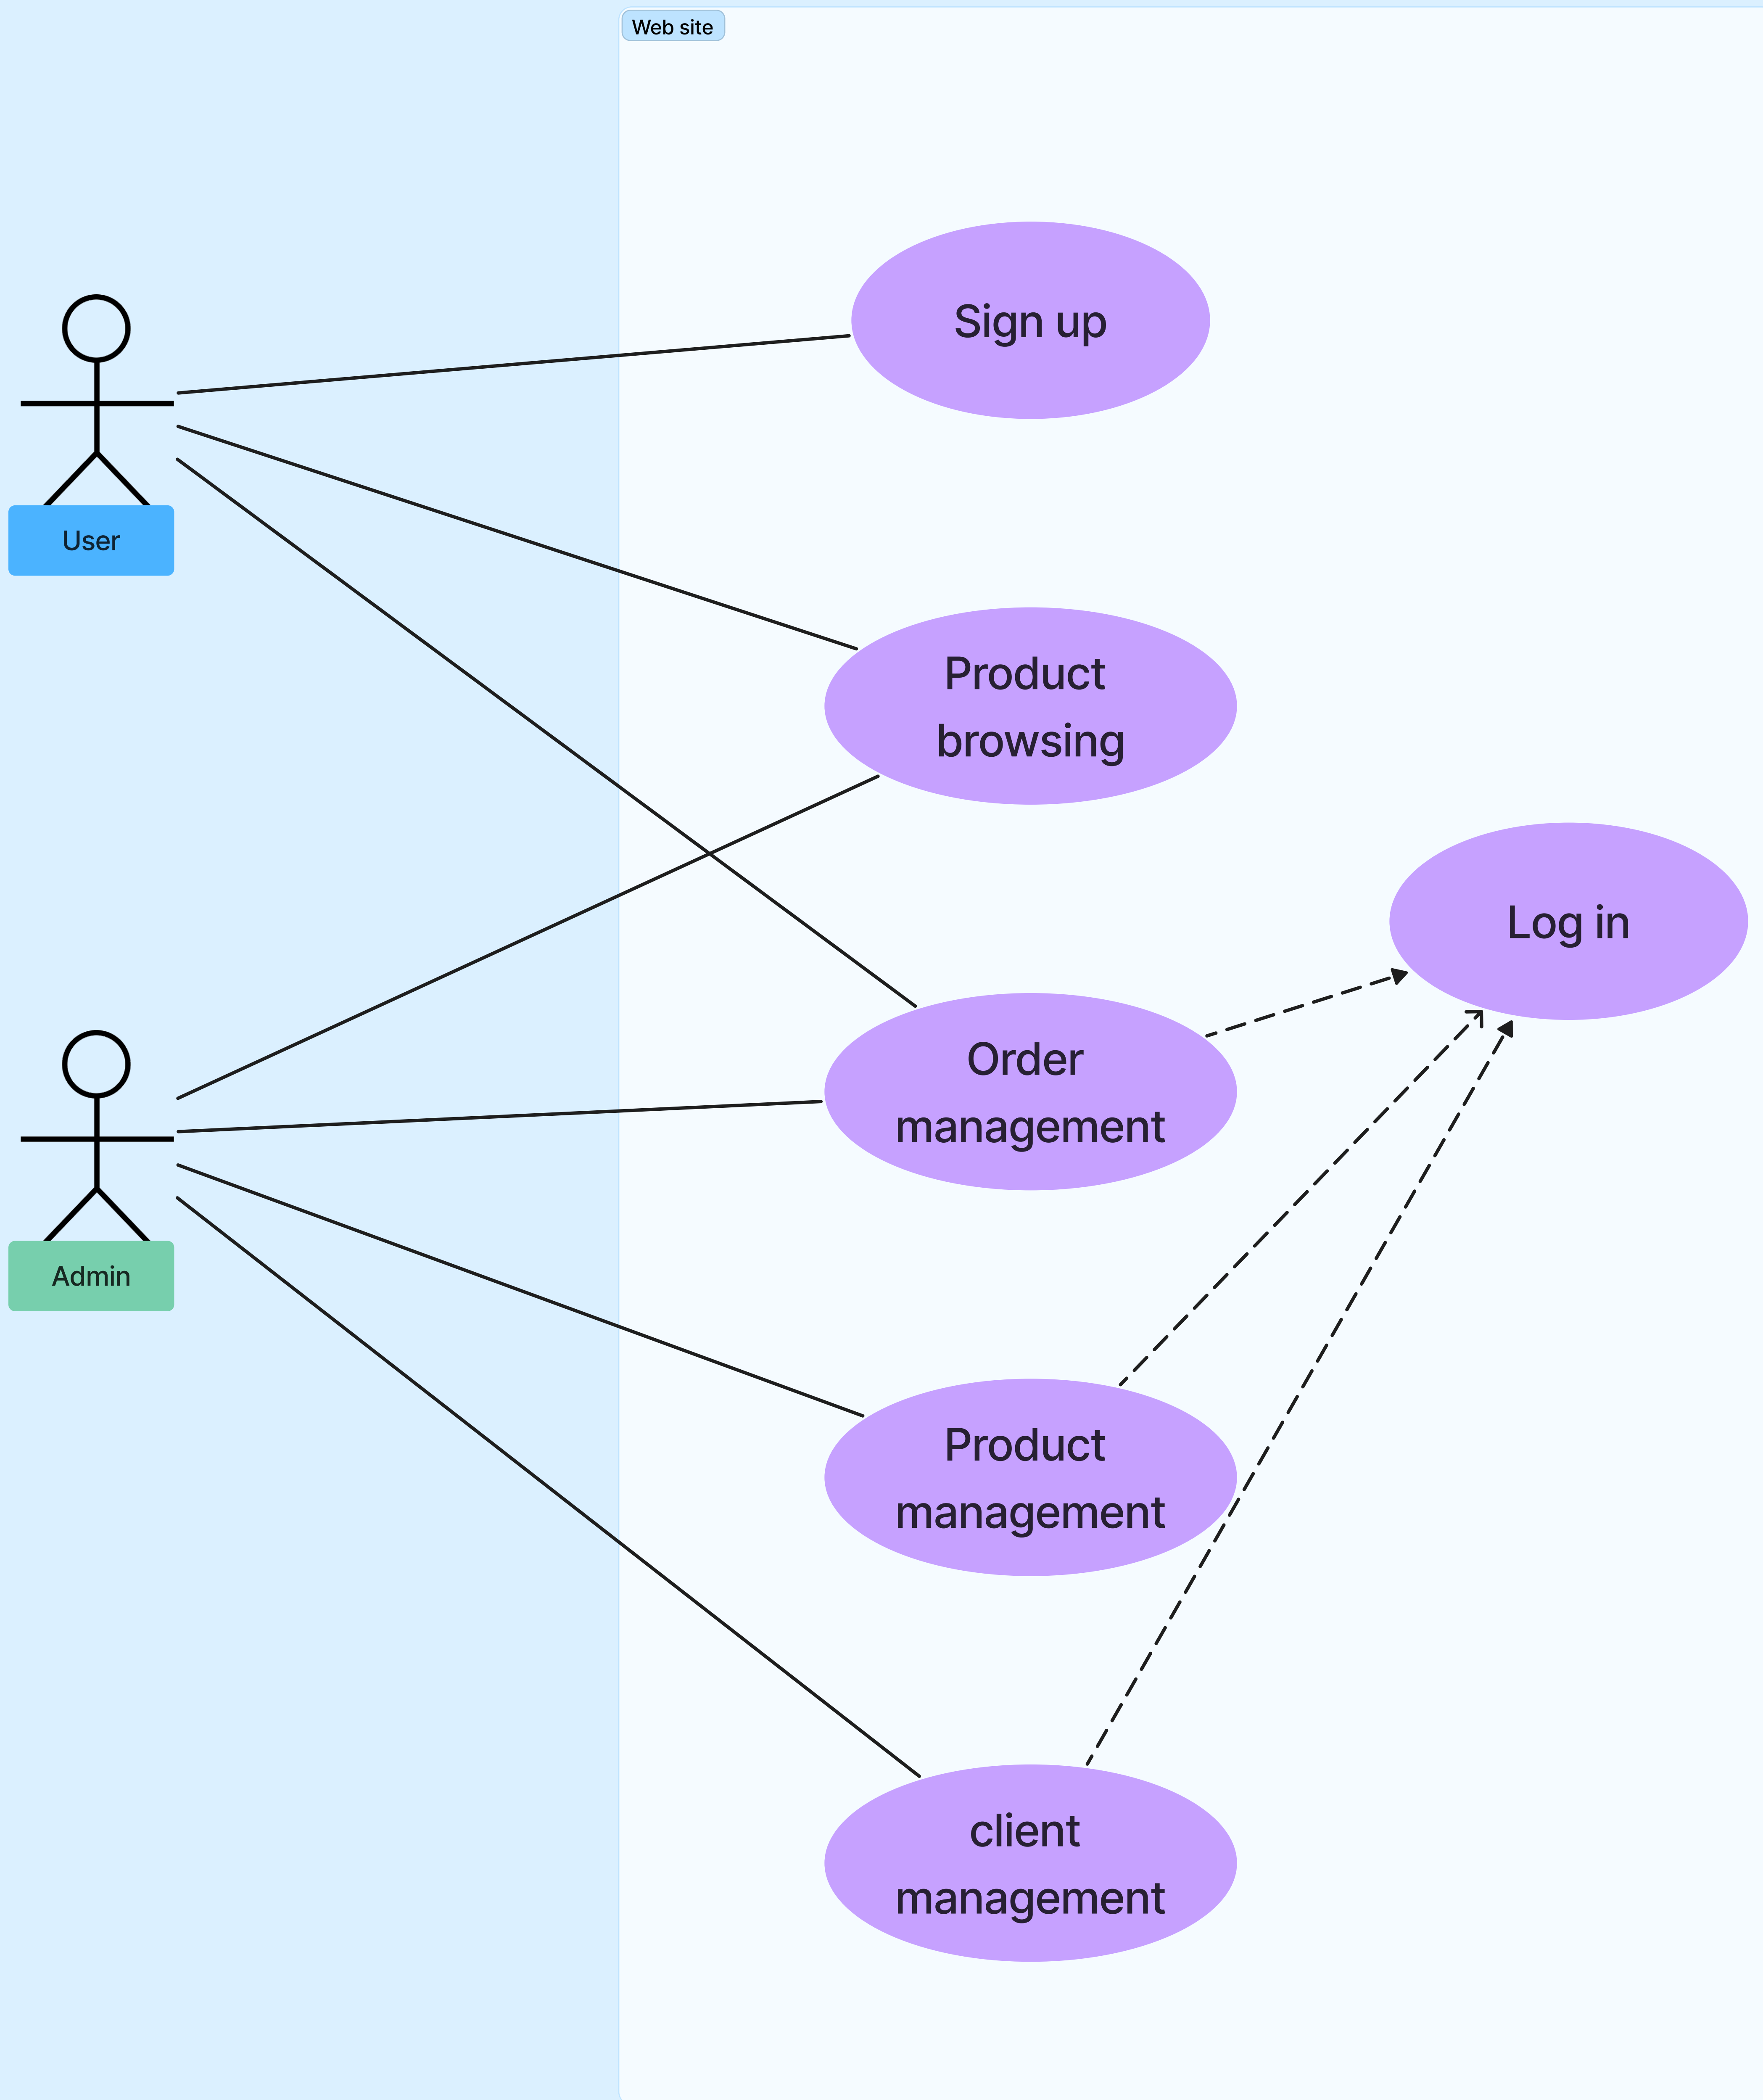 Web site
Sign up
User
Product
browsing
Log in
Order
management
Admin
Product
management
client
management